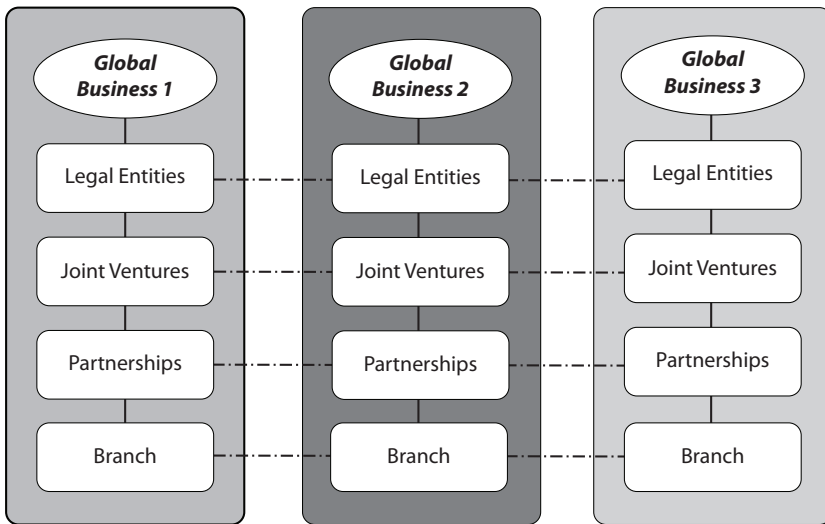 Global
Business 1
Legal Entities
Joint Ventures
Partnerships
Branch
Global
Business 2
Legal Entities
Joint Ventures
Partnerships
Branch
Global
Business 3
Legal Entities
Joint Ventures
Partnerships
Branch